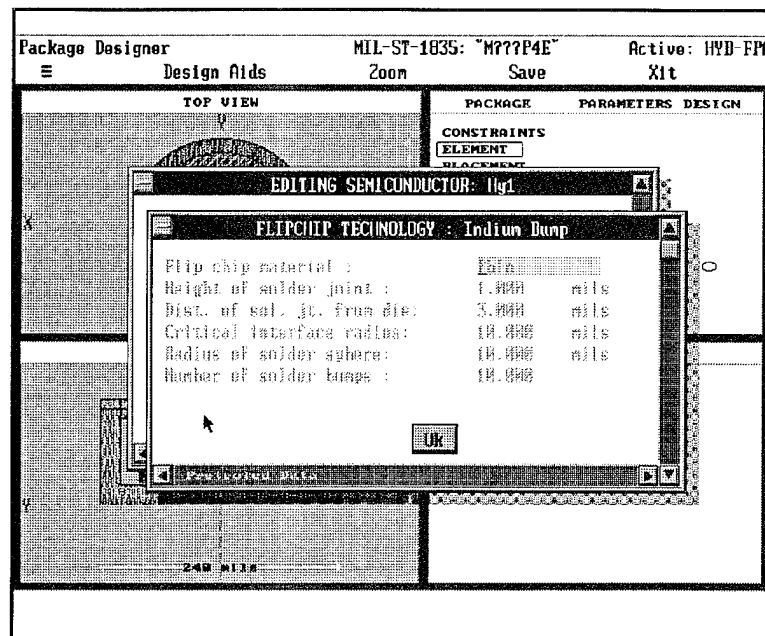 Package Designer MIL-ST-1835: "M???P4E" Active: HYD-FP
≡ Design Aids Zoom Save Xit
TOP VIEW
PACKAGE PARAMETERS DESIGN
Y
CONSTRAINTS
ELEMENT
PLACEMENT
EDITING SEMICONDUCTOR: Hy1
X
FLIPCHIP TECHNOLOGY : Indium Bump
Flip chip material :
Height of solder joint : 1.000 mils
Dist. of sol. jt. from die: 3.000 mils
Critical interface radius: 10.000 mils
Radius of solder sphere: 10.000 mils
Number of solder bumps : 10.000
Ok
Y
240 mils